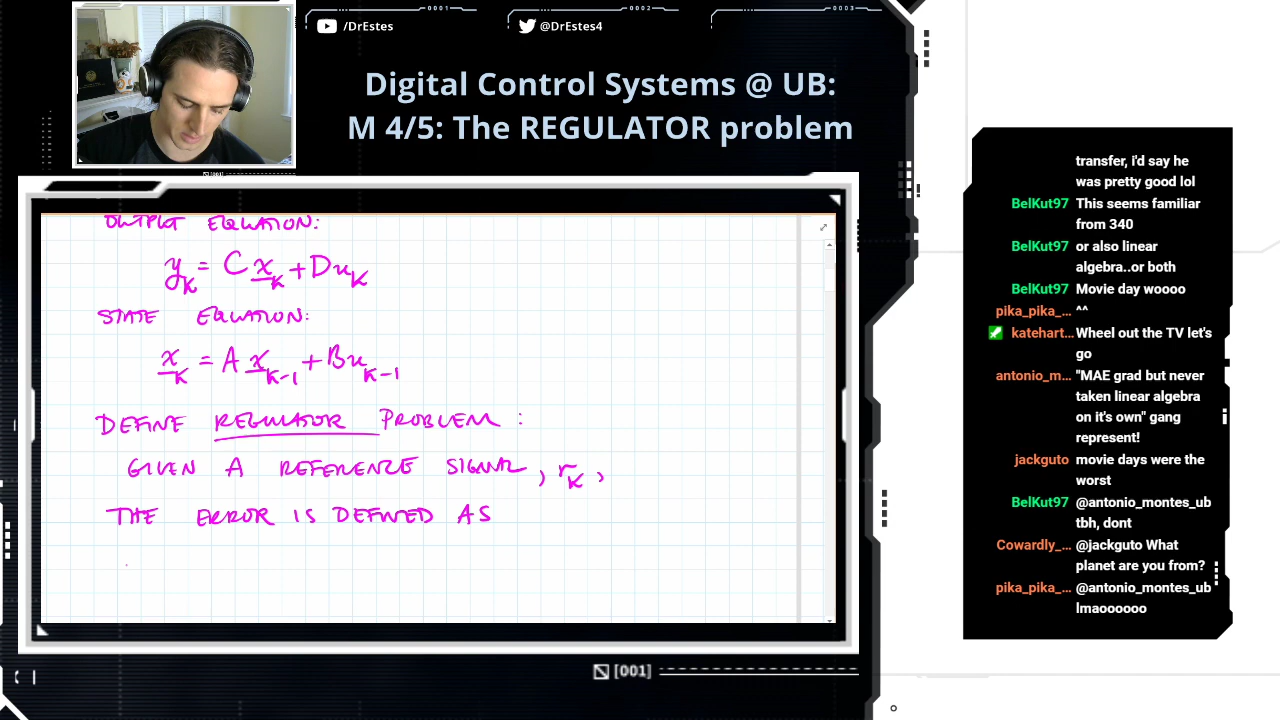 0001
0002
0003
/DrEstes
@DrEstes4
Digital Control Systems @ UB:
M 4/5: The REGULATOR problem
[001]
OUTPUT EQUATION:
y_k = C x_k + D u_k
STATE EQUATION:
x_k = A x_k-1 + B u_k-1
DEFINE REGULATOR PROBLEM:
GIVEN A REFERENCE SIGNAL, r_k,
THE ERROR IS DEFINED AS
[001]
transfer, i'd say he
was pretty good lol
BelKut97 This seems familiar
from 340
BelKut97 or also linear
algebra..or both
BelKut97 Movie day woooo
pika_pika_... ^^
katehart... Wheel out the TV let's
go
antonio_m... "MAE grad but never
taken linear algebra
on it's own" gang
represent!
jackguto movie days were the
worst
BelKut97 @antonio_montes_ub
tbh, dont
Cowardly_... @jackguto What
planet are you from?
pika_pika_... @antonio_montes_ub
lmaoooooo